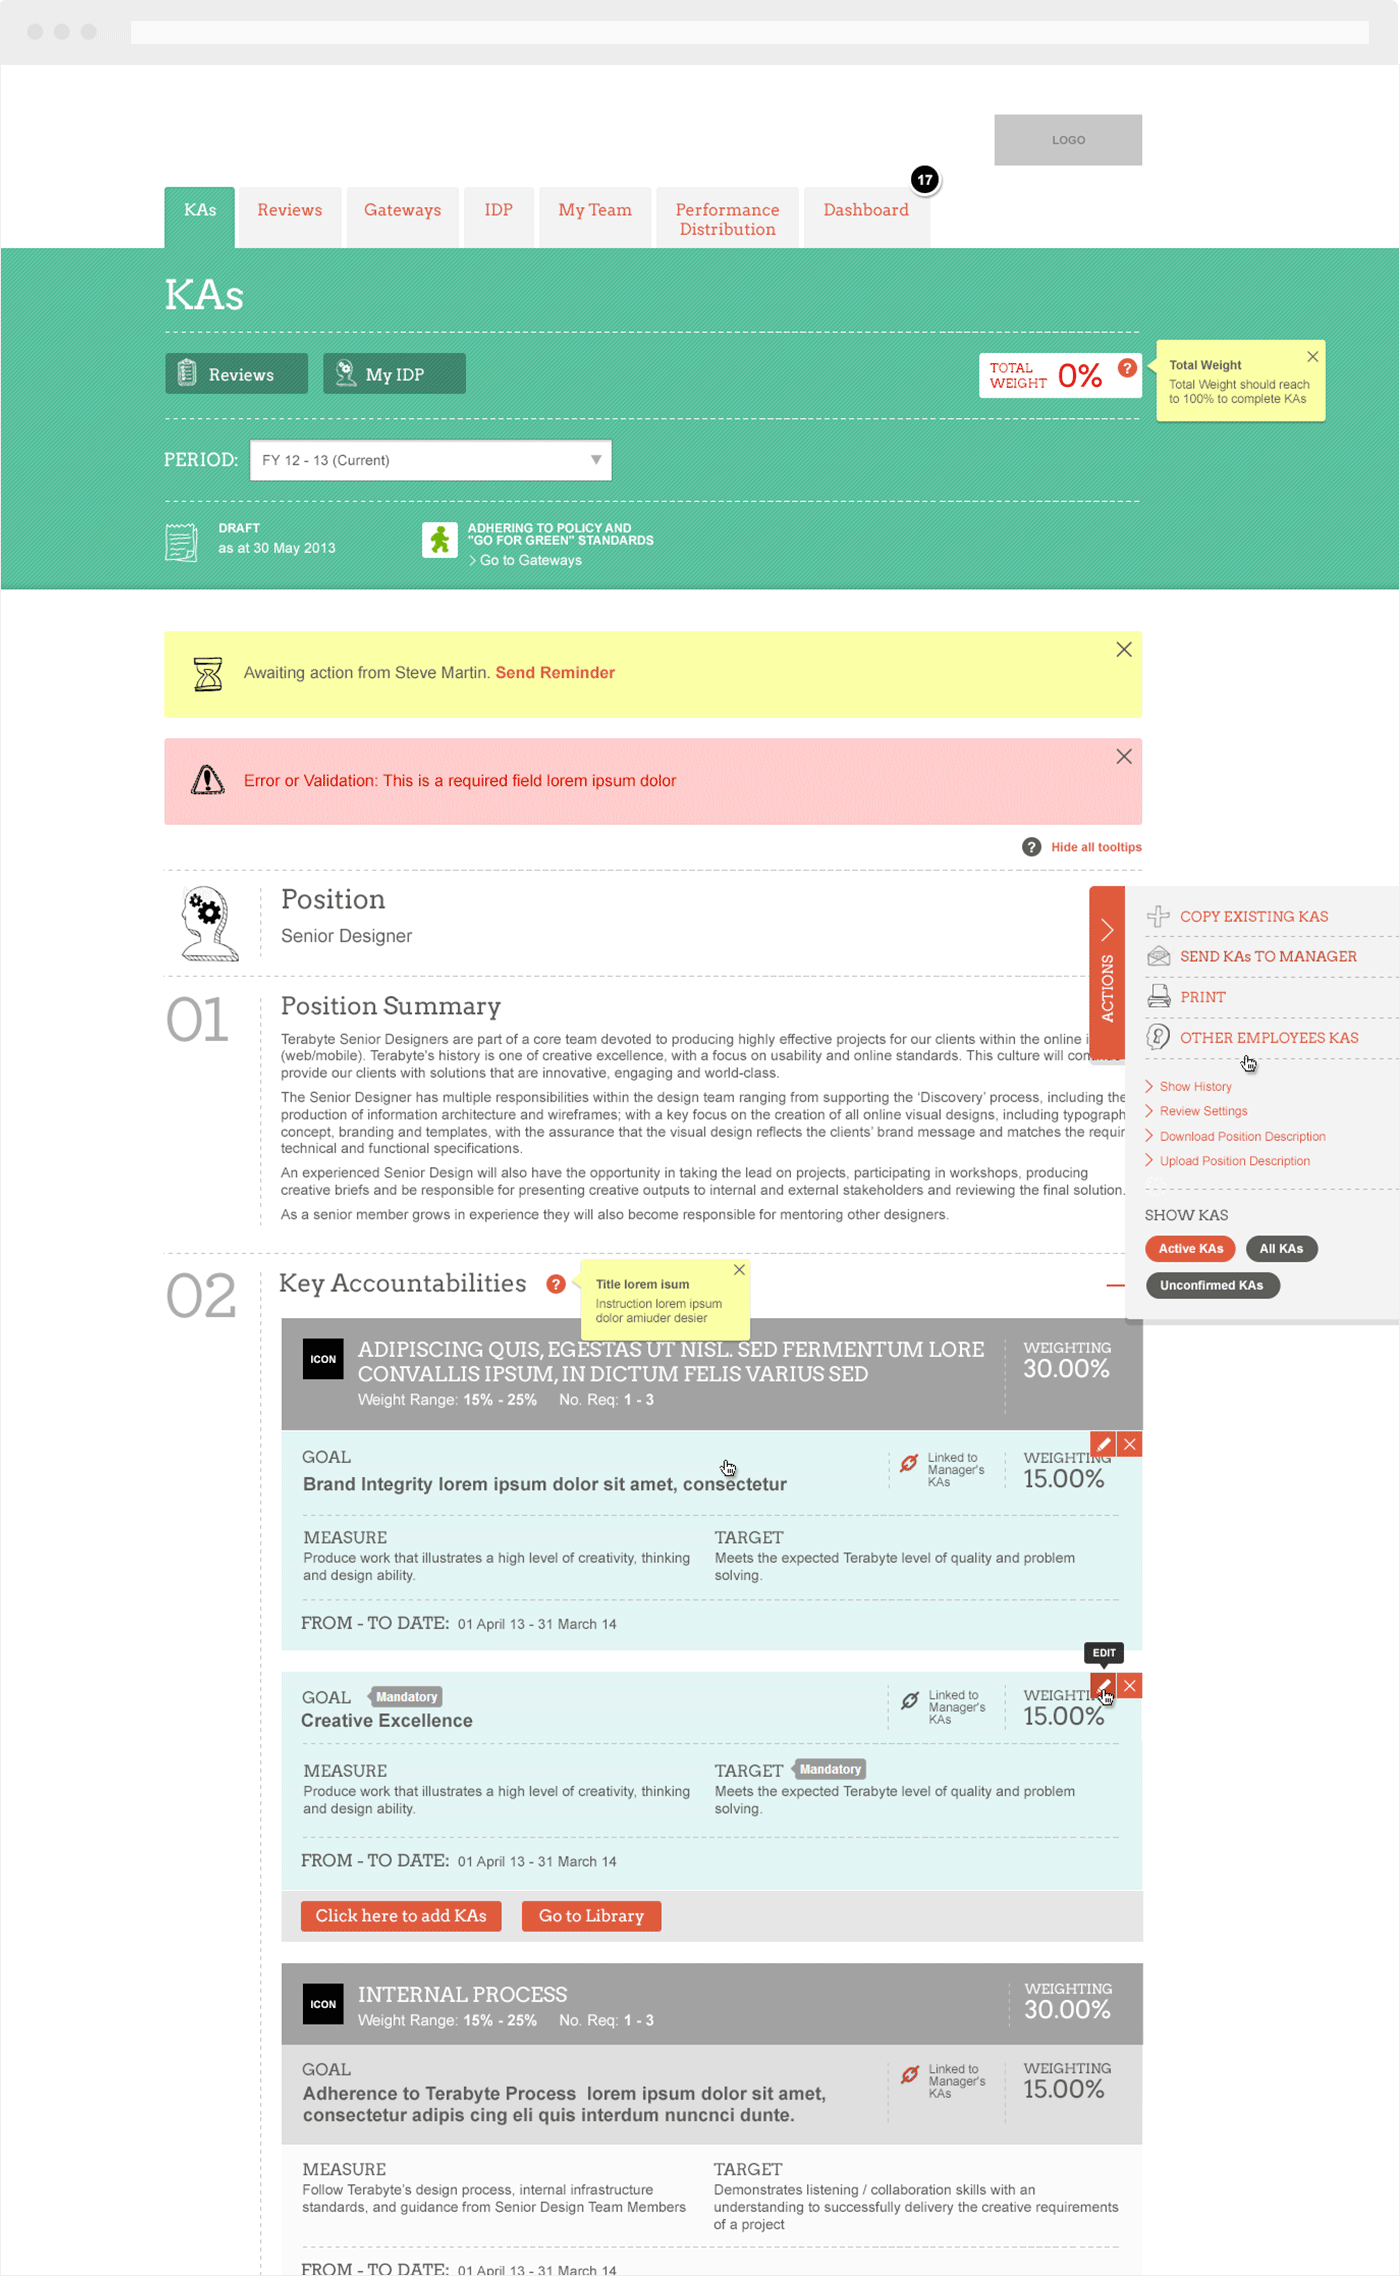 LOGO
17
KAs
Reviews
Gateways
IDP
My Team
Performance
Distribution
Dashboard
KAs
Reviews
My IDP
TOTAL
WEIGHT
0%
?
Total Weight
Total Weight should reach
to 100% to complete KAs
PERIOD:
FY 12 - 13 (Current)
DRAFT
as at 30 May 2013
ADHERING TO POLICY AND
"GO FOR GREEN" STANDARDS
Go to Gateways
Awaiting action from Steve Martin. Send Reminder
Error or Validation: This is a required field lorem ipsum dolor
? Hide all tooltips
Position
Senior Designer
ACTIONS
COPY EXISTING KAS
SEND KAs TO MANAGER
PRINT
OTHER EMPLOYEES KAS
Show History
Review Settings
Download Position Description
Upload Position Description
SHOW KAS
Active KAs
All KAs
Unconfirmed KAs
01
Position Summary
Terabyte Senior Designers are part of a core team devoted to producing highly effective projects for our clients within the online
(web/mobile). Terabyte's history is one of creative excellence, with a focus on usability and online standards. This culture will
provide our clients with solutions that are innovative, engaging and world-class.
The Senior Designer has multiple responsibilities within the design team ranging from supporting the ‘Discovery’ process, including the
production of information architecture and wireframes; with a key focus on the creation of all online visual designs, including typograph
concept, branding and templates, with the assurance that the visual design reflects the clients’ brand message and matches the requir
technical and functional specifications.
An experienced Senior Design will also have the opportunity in taking the lead on projects, participating in workshops, producing
creative briefs and be responsible for presenting creative outputs to internal and external stakeholders and reviewing the final solution.
As a senior member grows in experience they will also become responsible for mentoring other designers.
02
Key Accountabilities
?
Title lorem isum
Instruction lorem ipsum
dolor amiuder desier
ICON
ADIPISCING QUIS, EGESTAS UT NISL. SED FERMENTUM LORE
CONVALLIS IPSUM, IN DICTUM FELIS VARIUS SED
Weight Range: 15% - 25% No. Req: 1 - 3
WEIGHTING
30.00%
GOAL
Brand Integrity lorem ipsum dolor sit amet, consectetur
Linked to
Manager's
KAs
WEIGHTING
15.00%
MEASURE
Produce work that illustrates a high level of creativity, thinking
and design ability.
TARGET
Meets the expected Terabyte level of quality and problem
solving.
FROM - TO DATE: 01 April 13 - 31 March 14
EDIT
GOAL Mandatory
Creative Excellence
Linked to
Manager's
KAs
WEIGHTI
15.00%
MEASURE
Produce work that illustrates a high level of creativity, thinking
and design ability.
TARGET Mandatory
Meets the expected Terabyte level of quality and problem
solving.
FROM - TO DATE: 01 April 13 - 31 March 14
Click here to add KAs
Go to Library
ICON
INTERNAL PROCESS
Weight Range: 15% - 25% No. Req: 1 - 3
WEIGHTING
30.00%
GOAL
Adherence to Terabyte Process lorem ipsum dolor sit amet,
consectetur adipis cing eli quis interdum nuncnci dunte.
Linked to
Manager's
KAs
WEIGHTING
15.00%
MEASURE
Follow Terabyte's design process, internal infrastructure
standards, and guidance from Senior Design Team Members
TARGET
Demonstrates listening / collaboration skills with an
understanding to successfully delivery the creative requirements
of a project
FROM - TO DATE: 01 April 13 - 31 March 14